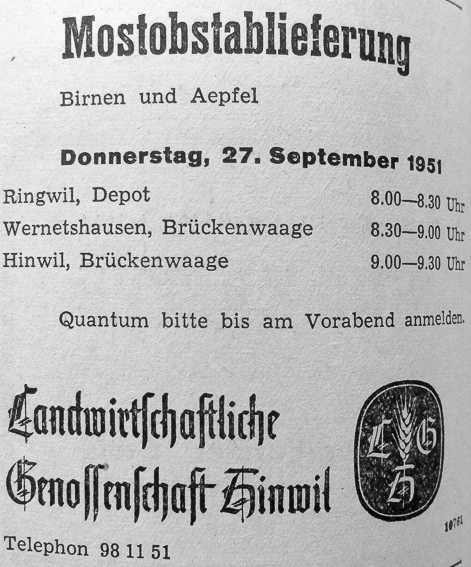 Mostobstablieferung
Birnen und Aepfel
Donnerstag, 27. September 1951
Ringwil, Depot 8.00—8.30 Uhr
Wernetshausen, Brückenwaage 8.30—9.00 Uhr
Hinwil, Brückenwaage 9.00—9.30 Uhr
Quantum bitte bis am Vorabend anmelden.
Landwirtschaftliche
Genossenschaft Hinwil
L G
H
10761
Telephon 98 11 51